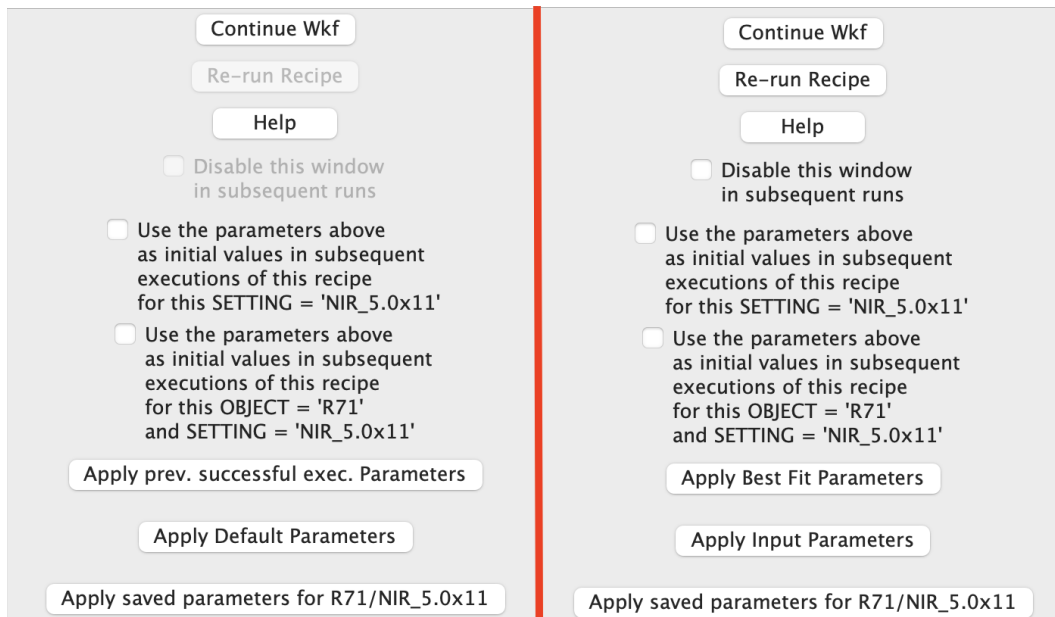 Continue Wkf
Re-run Recipe
Help
Disable this window
in subsequent runs
Use the parameters above
as initial values in subsequent
executions of this recipe
for this SETTING = 'NIR_5.0x11'
Use the parameters above
as initial values in subsequent
executions of this recipe
for this OBJECT = 'R71'
and SETTING = 'NIR_5.0x11'
Apply prev. successful exec. Parameters
Apply Default Parameters
Apply saved parameters for R71/NIR_5.0x11
Continue Wkf
Re-run Recipe
Help
Disable this window
in subsequent runs
Use the parameters above
as initial values in subsequent
executions of this recipe
for this SETTING = 'NIR_5.0x11'
Use the parameters above
as initial values in subsequent
executions of this recipe
for this OBJECT = 'R71'
and SETTING = 'NIR_5.0x11'
Apply Best Fit Parameters
Apply Input Parameters
Apply saved parameters for R71/NIR_5.0x11